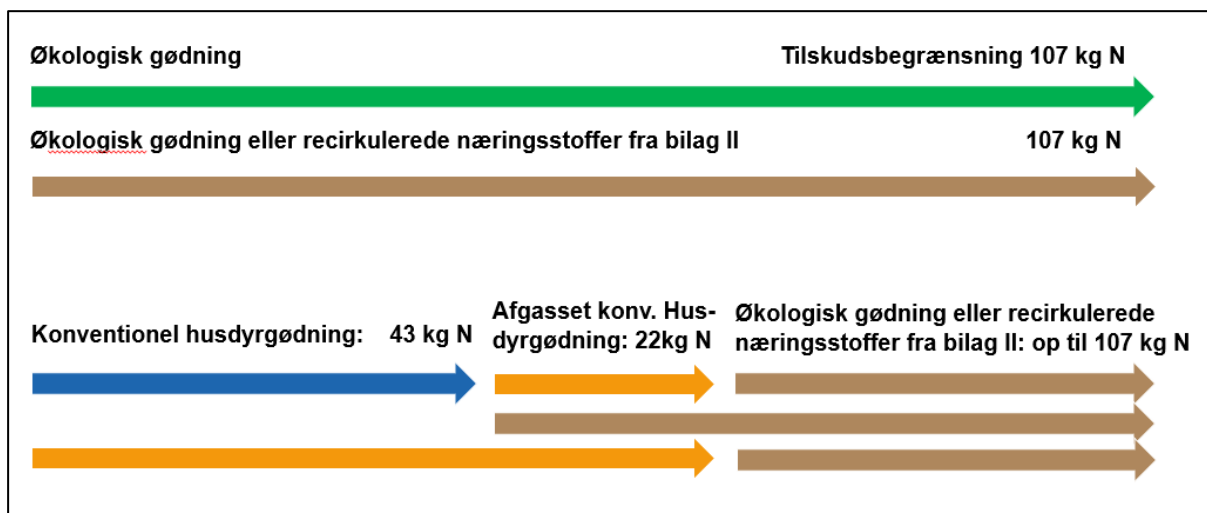 Økologisk gødning Tilskudsbegrænsning 107 kg N
Økologisk gødning eller recirkulerede næringsstoffer fra bilag II 107 kg N
Konventionel husdyrgødning: 43 kg N
Afgasset konv. Hus-
dyrgødning: 22kg N
Økologisk gødning eller recirkulerede
næringsstoffer fra bilag II: op til 107 kg N